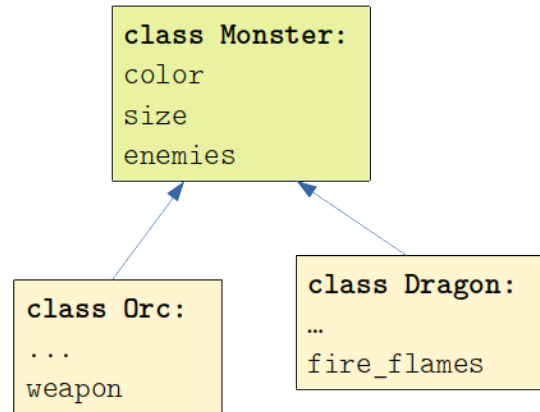 class Monster:
color
size
enemies
class Orc:
...
weapon
class Dragon:
…
fire_flames